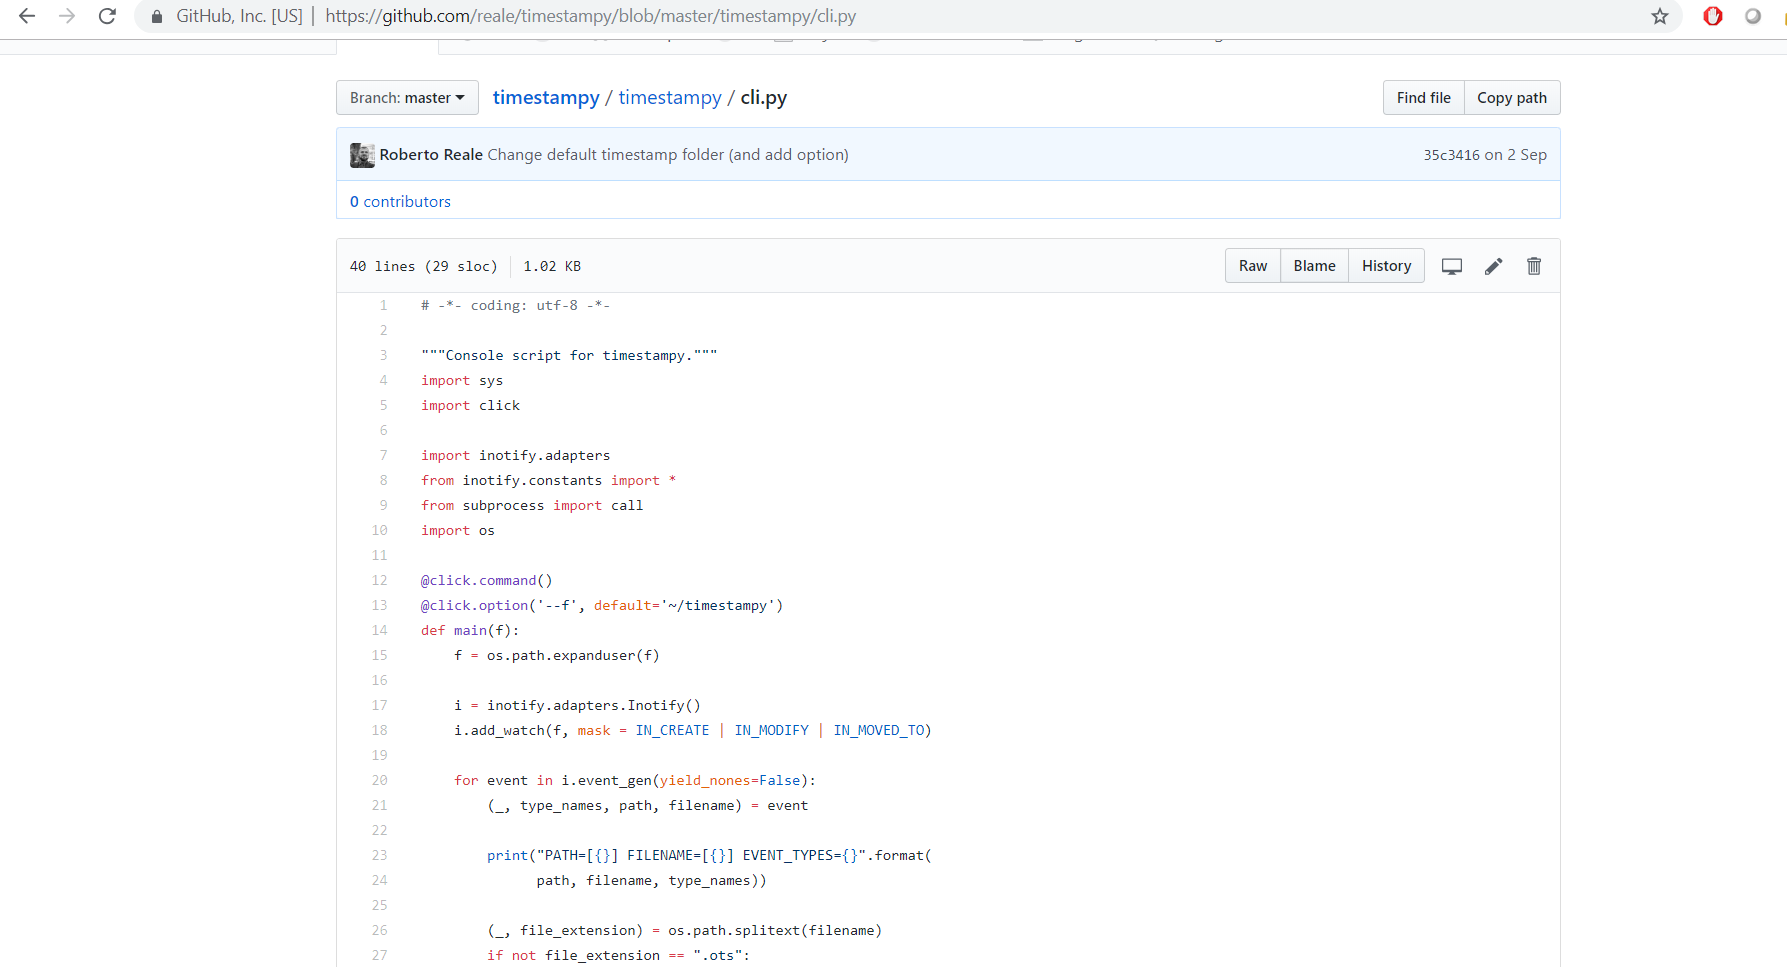 GitHub, Inc. [US] | https://github.com/reale/timestampy/blob/master/timestampy/cli.py
Branch: master timestampy / timestampy / cli.py Find file Copy path
Roberto Reale Change default timestamp folder (and add option) 35c3416 on 2 Sep
0 contributors
40 lines (29 sloc) 1.02 KB Raw Blame History
1 # -*- coding: utf-8 -*-
2
3 """Console script for timestampy."""
4 import sys
5 import click
6
7 import inotify.adapters
8 from inotify.constants import *
9 from subprocess import call
10 import os
11
12 @click.command()
13 @click.option('--f', default='~/timestampy')
14 def main(f):
15     f = os.path.expanduser(f)
16
17     i = inotify.adapters.Inotify()
18     i.add_watch(f, mask = IN_CREATE | IN_MODIFY | IN_MOVED_TO)
19
20     for event in i.event_gen(yield_nones=False):
21         (_, type_names, path, filename) = event
22
23         print("PATH=[{}] FILENAME=[{}] EVENT_TYPES={}".format(
24               path, filename, type_names))
25
26         (_, file_extension) = os.path.splitext(filename)
27         if not file_extension == ".ots":